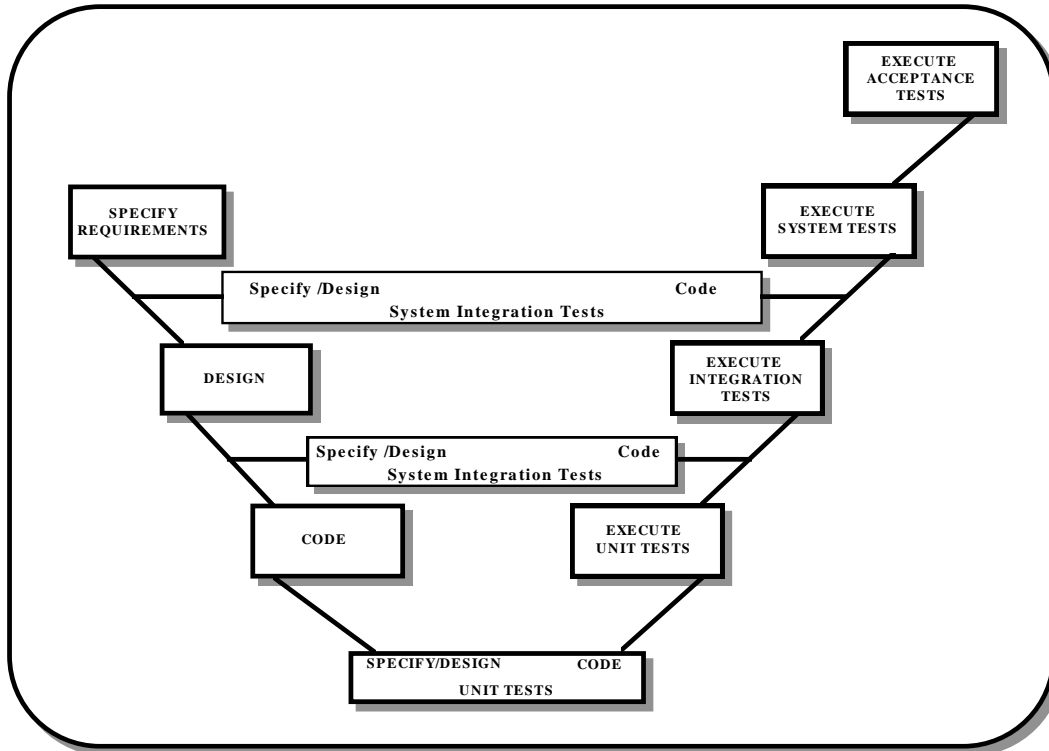 EXECUTE
ACCEPTANCE
TESTS
SPECIFY
REQUIREMENTS
EXECUTE
SYSTEM TESTS
Specify /Design Code
System Integration Tests
DESIGN
EXECUTE
INTEGRATION
TESTS
Specify /Design Code
System Integration Tests
CODE
EXECUTE
UNIT TESTS
SPECIFY/DESIGN CODE
UNIT TESTS